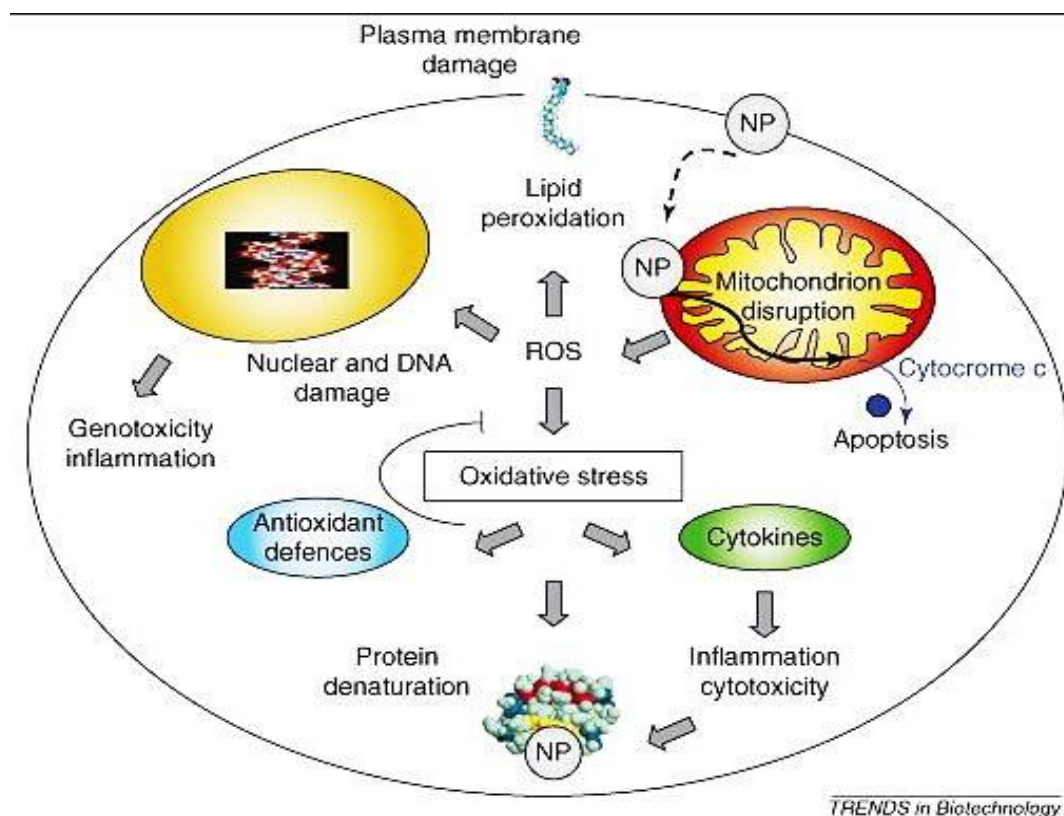 Plasma membrane
damage
NP
Lipid
peroxidation
NP
Mitochondrion
disruption
ROS
Nuclear and DNA
damage
Cytocrome c
Genotoxicity
inflammation
Apoptosis
Oxidative stress
Antioxidant
defences
Cytokines
Protein
denaturation
Inflammation
cytotoxicity
NP
TRENDS in Biotechnology